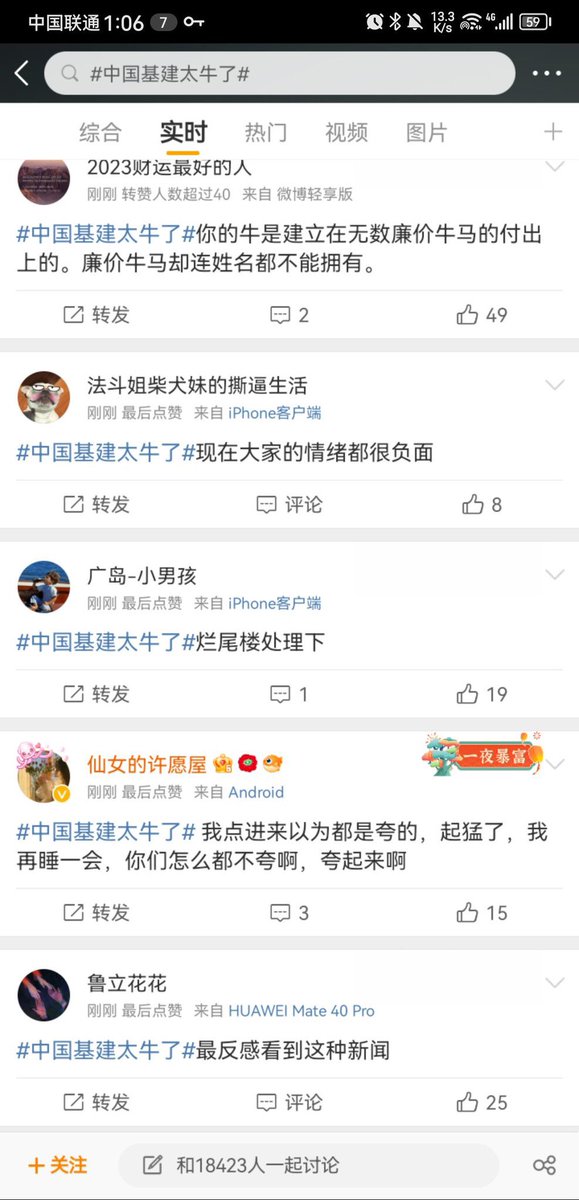 中国联通 1:06 7 13.3 K/s 4G 59
#中国基建太牛了#
综合 实时 热门 视频 图片
2023财运最好的人
刚刚 转赞人数超过40 来自 微博轻享版
#中国基建太牛了#你的牛是建立在无数廉价牛马的付出
上的。廉价牛马却连姓名都不能拥有。
转发 2 49
法斗姐柴犬妹的撕逼生活
刚刚 最后点赞 来自 iPhone客户端
#中国基建太牛了#现在大家的情绪都很负面
转发 评论 8
广岛-小男孩
刚刚 最后点赞 来自 iPhone客户端
#中国基建太牛了#烂尾楼处理下
转发 1 19
仙女的许愿屋
一夜暴富
刚刚 最后点赞 来自 Android
#中国基建太牛了# 我点进来以为都是夸的，起猛了，我
再睡一会，你们怎么都不夸啊，夸起来啊
转发 3 15
鲁立花花
刚刚 最后点赞 来自 HUAWEI Mate 40 Pro
#中国基建太牛了#最反感看到这种新闻
转发 评论 25
+关注 和18423人一起讨论